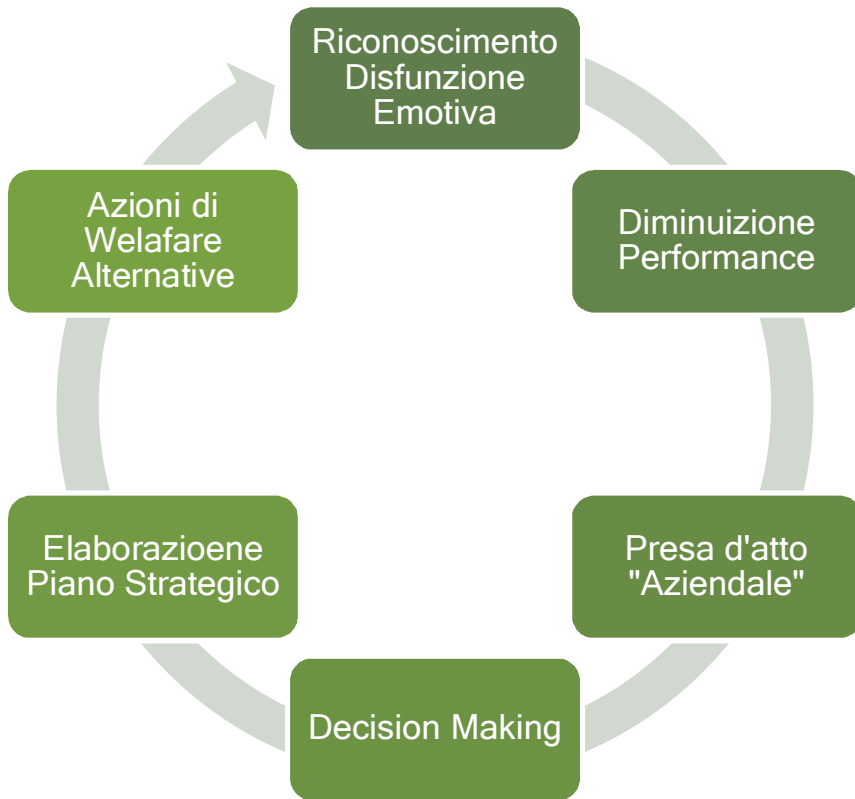 Riconoscimento
Disfunzione
Emotiva
Diminuizione
Performance
Presa d'atto
"Aziendale"
Decision Making
Elaborazioene
Piano Strategico
Azioni di
Welafare
Alternative